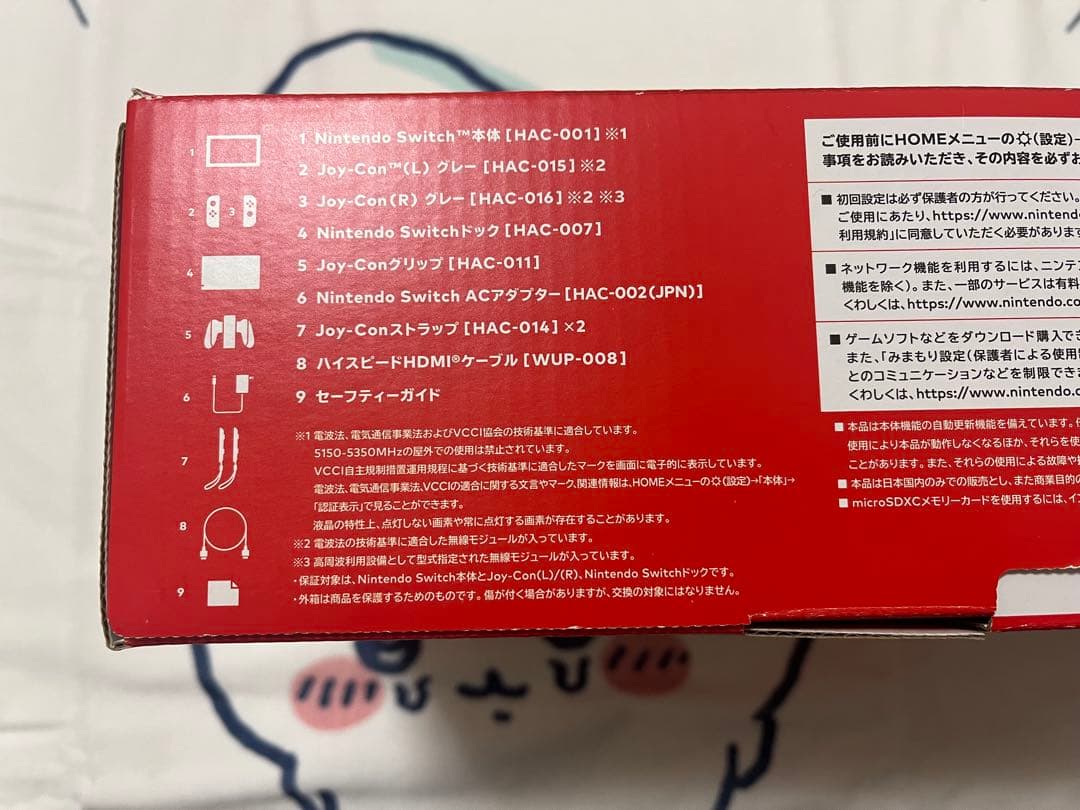 1 Nintendo Switch™本体 [HAC-001] ※1
2 Joy-Con™(L) グレー [HAC-015] ※2
3 Joy-Con(R) グレー [HAC-016] ※2 ※3
4 Nintendo Switchドック [HAC-007]
5 Joy-Conグリップ [HAC-011]
6 Nintendo Switch ACアダプター [HAC-002(JPN)]
7 Joy-Conストラップ [HAC-014] ×2
8 ハイスピードHDMI®ケーブル [WUP-008]
9 セーフティーガイド
1
2
3
4
5
6
7
8
9
※1 電波法、電気通信事業法およびVCCI協会の技術基準に適合しています。
5150-5350MHzの屋外での使用は禁止されています。
VCCI自主規制措置運用規程に基づく技術基準に適合したマークを画面に電子的に表示しています。
電波法、電気通信事業法、VCCIの適合に関する文言やマーク、関連情報は、HOMEメニューの(設定)→「本体」→
「認証表示」で見ることができます。
液晶の特性上、点灯しない画素や常に点灯する画素が存在することがあります。
※2 電波法の技術基準に適合した無線モジュールが入っています。
※3 高周波利用設備として型式指定された無線モジュールが入っています。
・保証対象は、Nintendo Switch本体とJoy-Con(L)/(R)、Nintendo Switchドックです。
・外箱は商品を保護するためのものです。傷が付く場合がありますが、交換の対象にはなりません。
ご使用前にHOMEメニューの(設定)→
事項をお読みいただき、その内容を必ずお
■ 初回設定は必ず保護者の方が行ってください。
ご使用にあたり、https://www.nintend
利用規約」に同意していただく必要があります
■ ネットワーク機能を利用するには、ニンテン
機能を除く)。また、一部のサービスは有料
くわしくは、https://www.nintendo.co
■ ゲームソフトなどをダウンロード購入でき
また、「みまもり設定(保護者による使用制
とのコミュニケーションなどを制限できま
くわしくは、https://www.nintendo.c
■ 本品は本体機能の自動更新機能を備えています。
使用により本品が動作しなくなるほか、それらを使
ことがあります。また、それらの使用による故障や
■ 本品は日本国内のみでの販売とし、また商業目的の
■ microSDXCメモリーカードを使用するには、イン